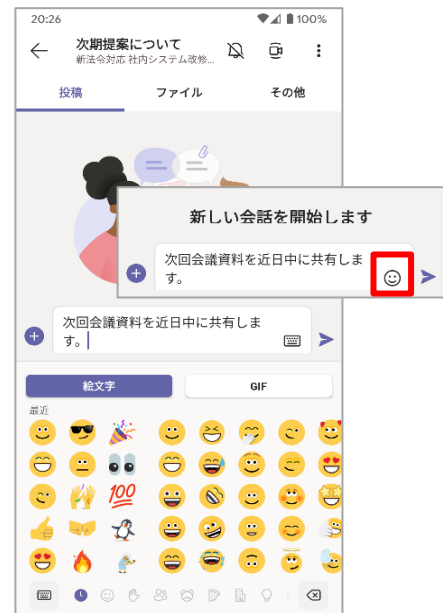 20:26
100%
次期提案について
新法令対応 社内システム改修...
投稿
ファイル
その他
新しい会話を開始します
次回会議資料を近日中に共有しま
す。
次回会議資料を近日中に共有しま
す。
絵文字
GIF
最近
100